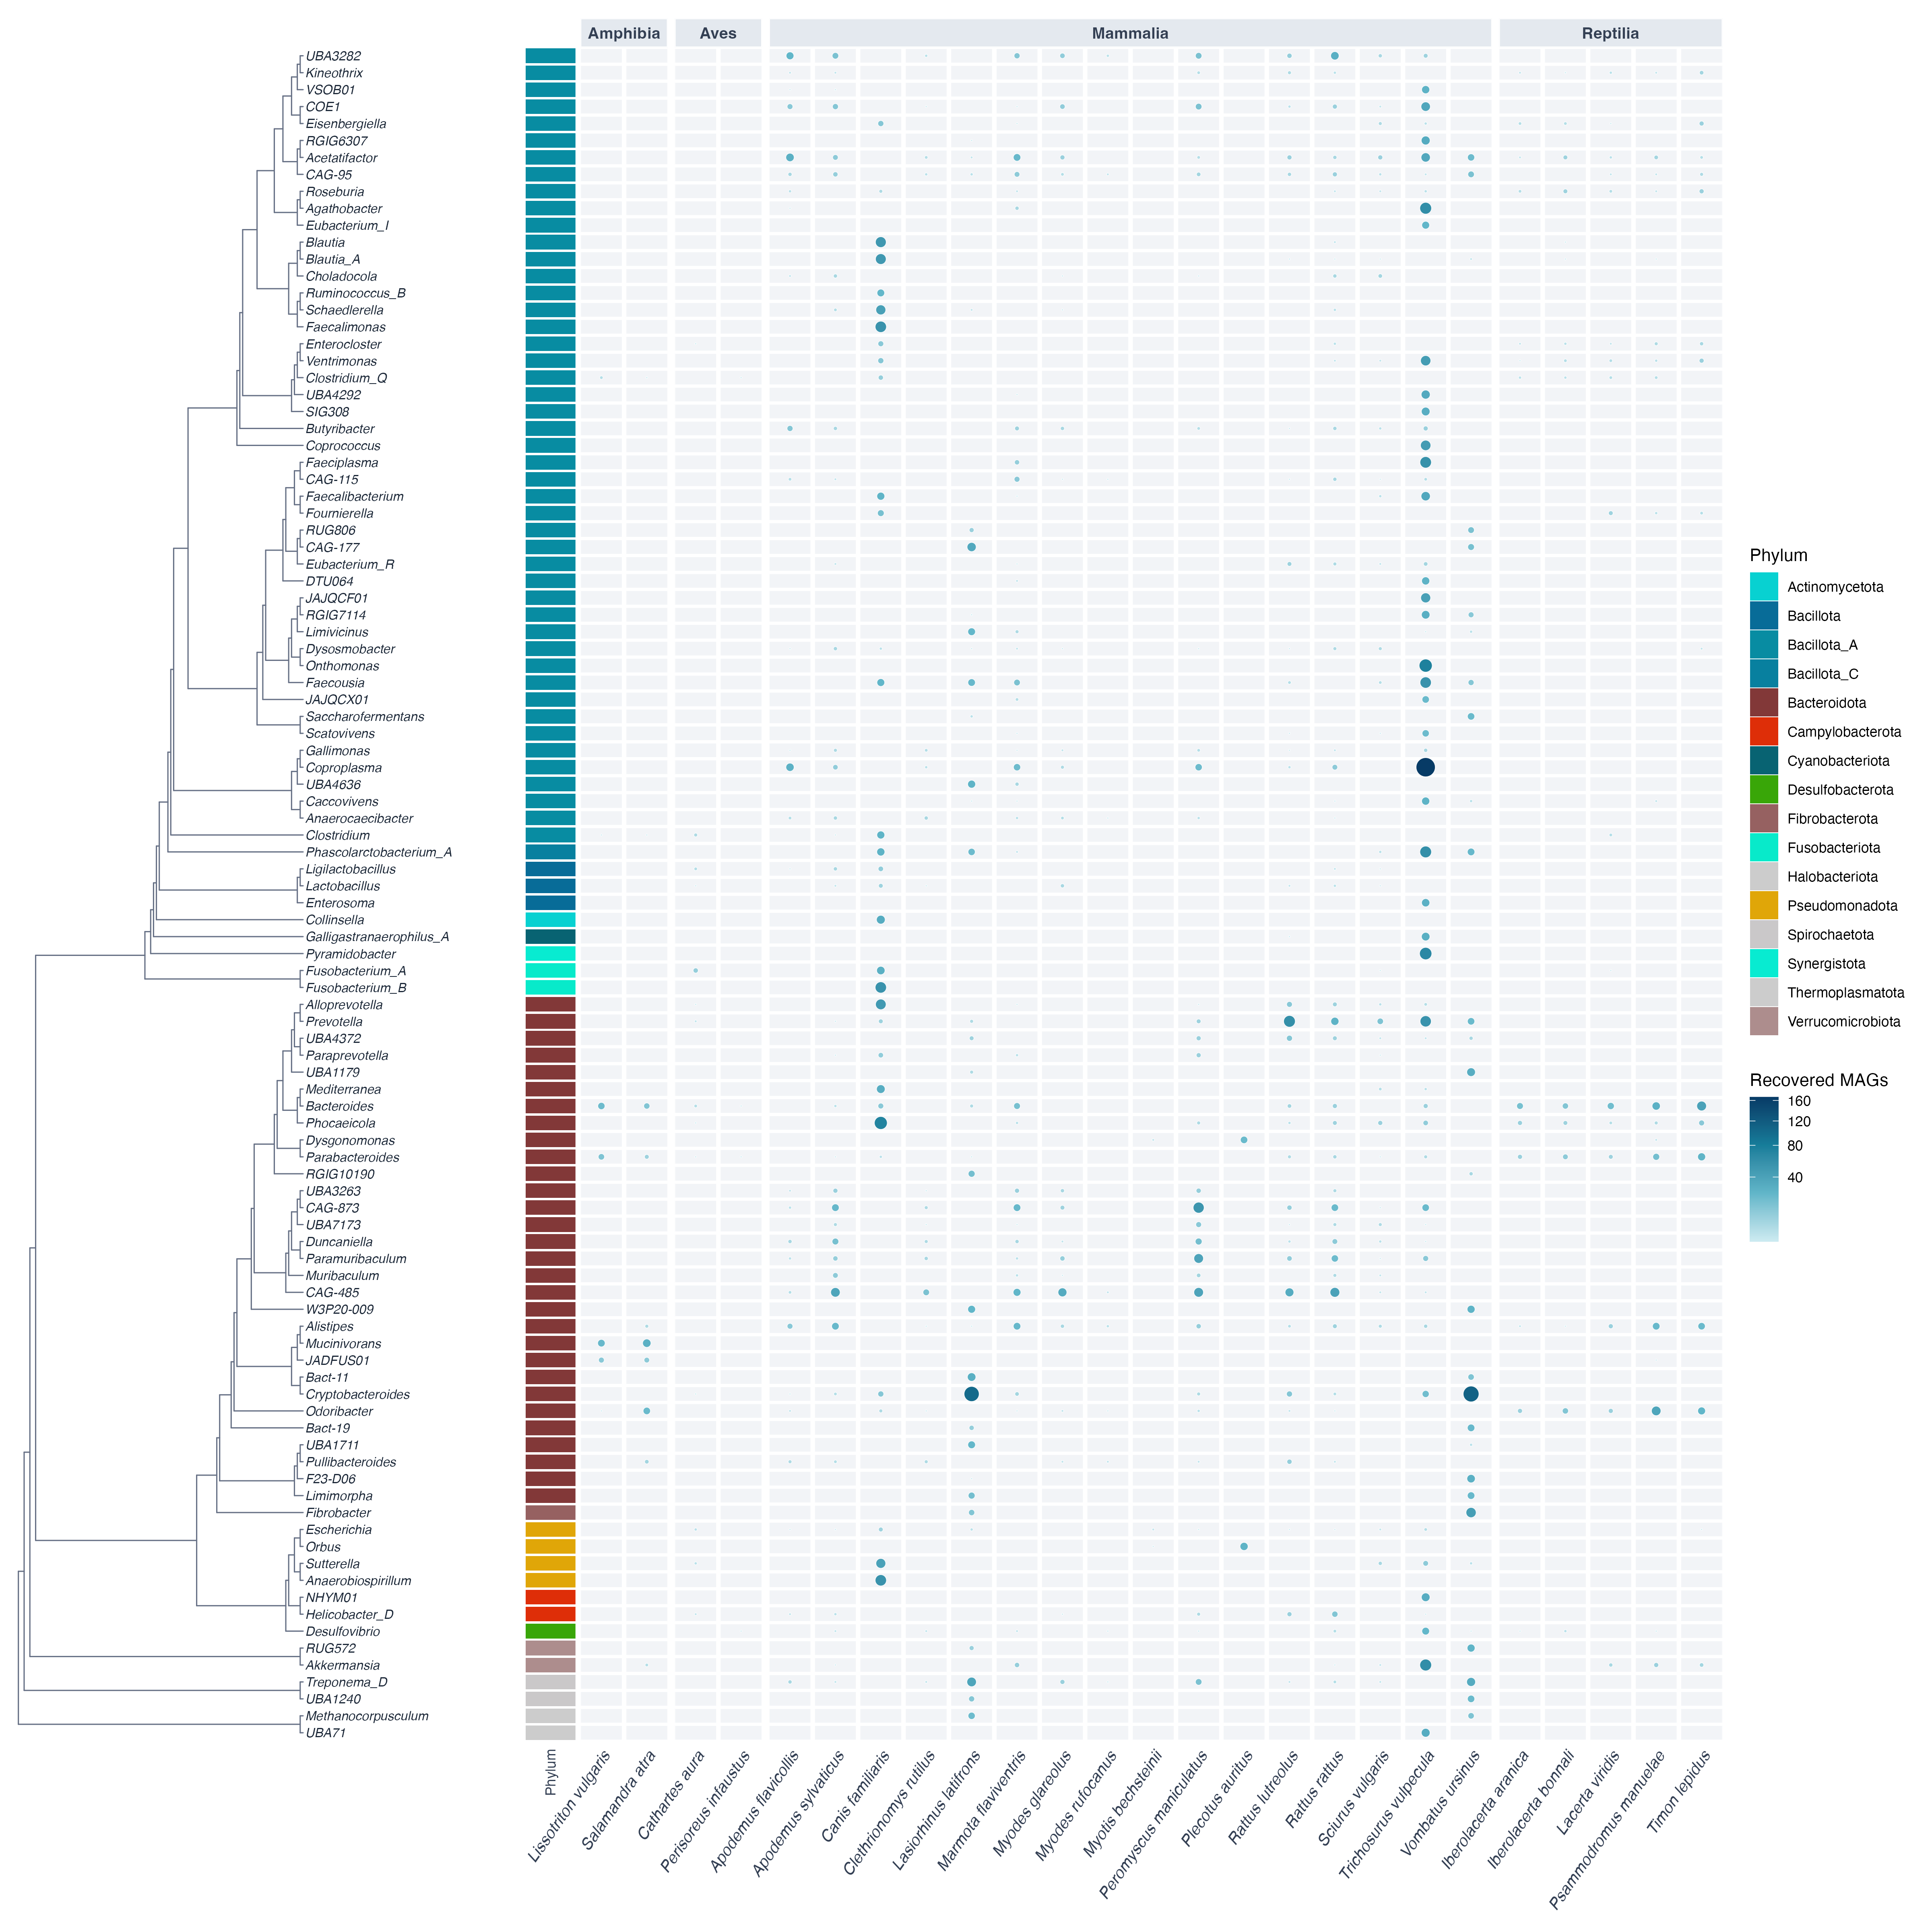 Amphibia Aves Mammalia Reptilia
UBA3282
Kineothrix
VSOB01
COE1
Eisenbergiella
RGIG6307
Acetatifactor
CAG-95
Roseburia
Agathobacter
Eubacterium_I
Blautia
Blautia_A
Choladocola
Ruminococcus_B
Schaedlerella
Faecalimonas
Enterocloster
Ventrimonas
Clostridium_Q
UBA4292
SIG308
Butyribacter
Coprococcus
Faeciplasma
CAG-115
Faecalibacterium
Fournierella
RUG806
CAG-177
Eubacterium_R
DTU064
JAJQCF01
RGIG7114
Limivicinus
Dysosmobacter
Onthomonas
Faecousia
JAJQCX01
Saccharofermentans
Scatovivens
Gallimonas
Coproplasma
UBA4636
Caccovivens
Anaerocaecibacter
Clostridium
Phascolarctobacterium_A
Ligilactobacillus
Lactobacillus
Enterosoma
Collinsella
Galligastranaerophilus_A
Pyramidobacter
Fusobacterium_A
Fusobacterium_B
Alloprevotella
Prevotella
UBA4372
Paraprevotella
UBA1179
Mediterranea
Bacteroides
Phocaeicola
Dysgonomonas
Parabacteroides
RGIG10190
UBA3263
CAG-873
UBA7173
Duncaniella
Paramuribaculum
Muribaculum
CAG-485
W3P20-009
Alistipes
Mucinivorans
JADFUS01
Bact-11
Cryptobacteroides
Odoribacter
Bact-19
UBA1711
Pullibacteroides
F23-D06
Limimorpha
Fibrobacter
Escherichia
Orbus
Sutterella
Anaerobiospirillum
NHYM01
Helicobacter_D
Desulfovibrio
RUG572
Akkermansia
Treponema_D
UBA1240
Methanocorpusculum
UBA71
Phylum
Lissotriton vulgaris
Salamandra atra
Cathartes aura
Perisoreus infaustus
Apodemus flavicollis
Apodemus sylvaticus
Canis familiaris
Clethrionomys rutilus
Lasiorhinus latifrons
Marmota flaviventris
Myodes glareolus
Myodes rufocanus
Myotis bechsteinii
Peromyscus maniculatus
Plecotus auritus
Rattus lutreolus
Rattus rattus
Sciurus vulgaris
Trichosurus vulpecula
Vombatus ursinus
Iberolacerta aranica
Iberolacerta bonnali
Lacerta viridis
Psammodromus manuelae
Timon lepidus
Phylum
Actinomycetota
Bacillota
Bacillota_A
Bacillota_C
Bacteroidota
Campylobacterota
Cyanobacteriota
Desulfobacterota
Fibrobacterota
Fusobacteriota
Halobacteriota
Pseudomonadota
Spirochaetota
Synergistota
Thermoplasmatota
Verrucomicrobiota
Recovered MAGs
160
120
80
40